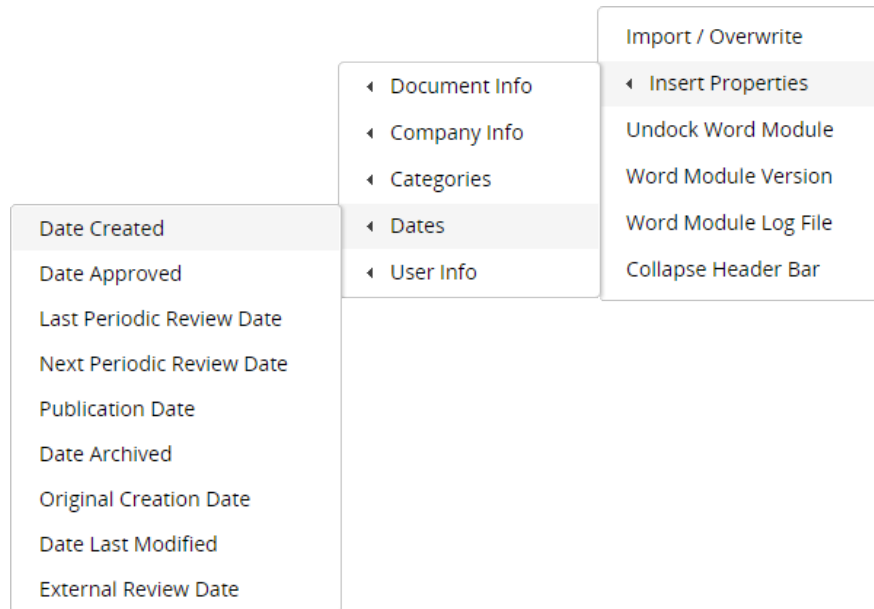 Import / Overwrite
Insert Properties
Undock Word Module
Word Module Version
Word Module Log File
Collapse Header Bar
Document Info
Company Info
Categories
Dates
User Info
Date Created
Date Approved
Last Periodic Review Date
Next Periodic Review Date
Publication Date
Date Archived
Original Creation Date
Date Last Modified
External Review Date